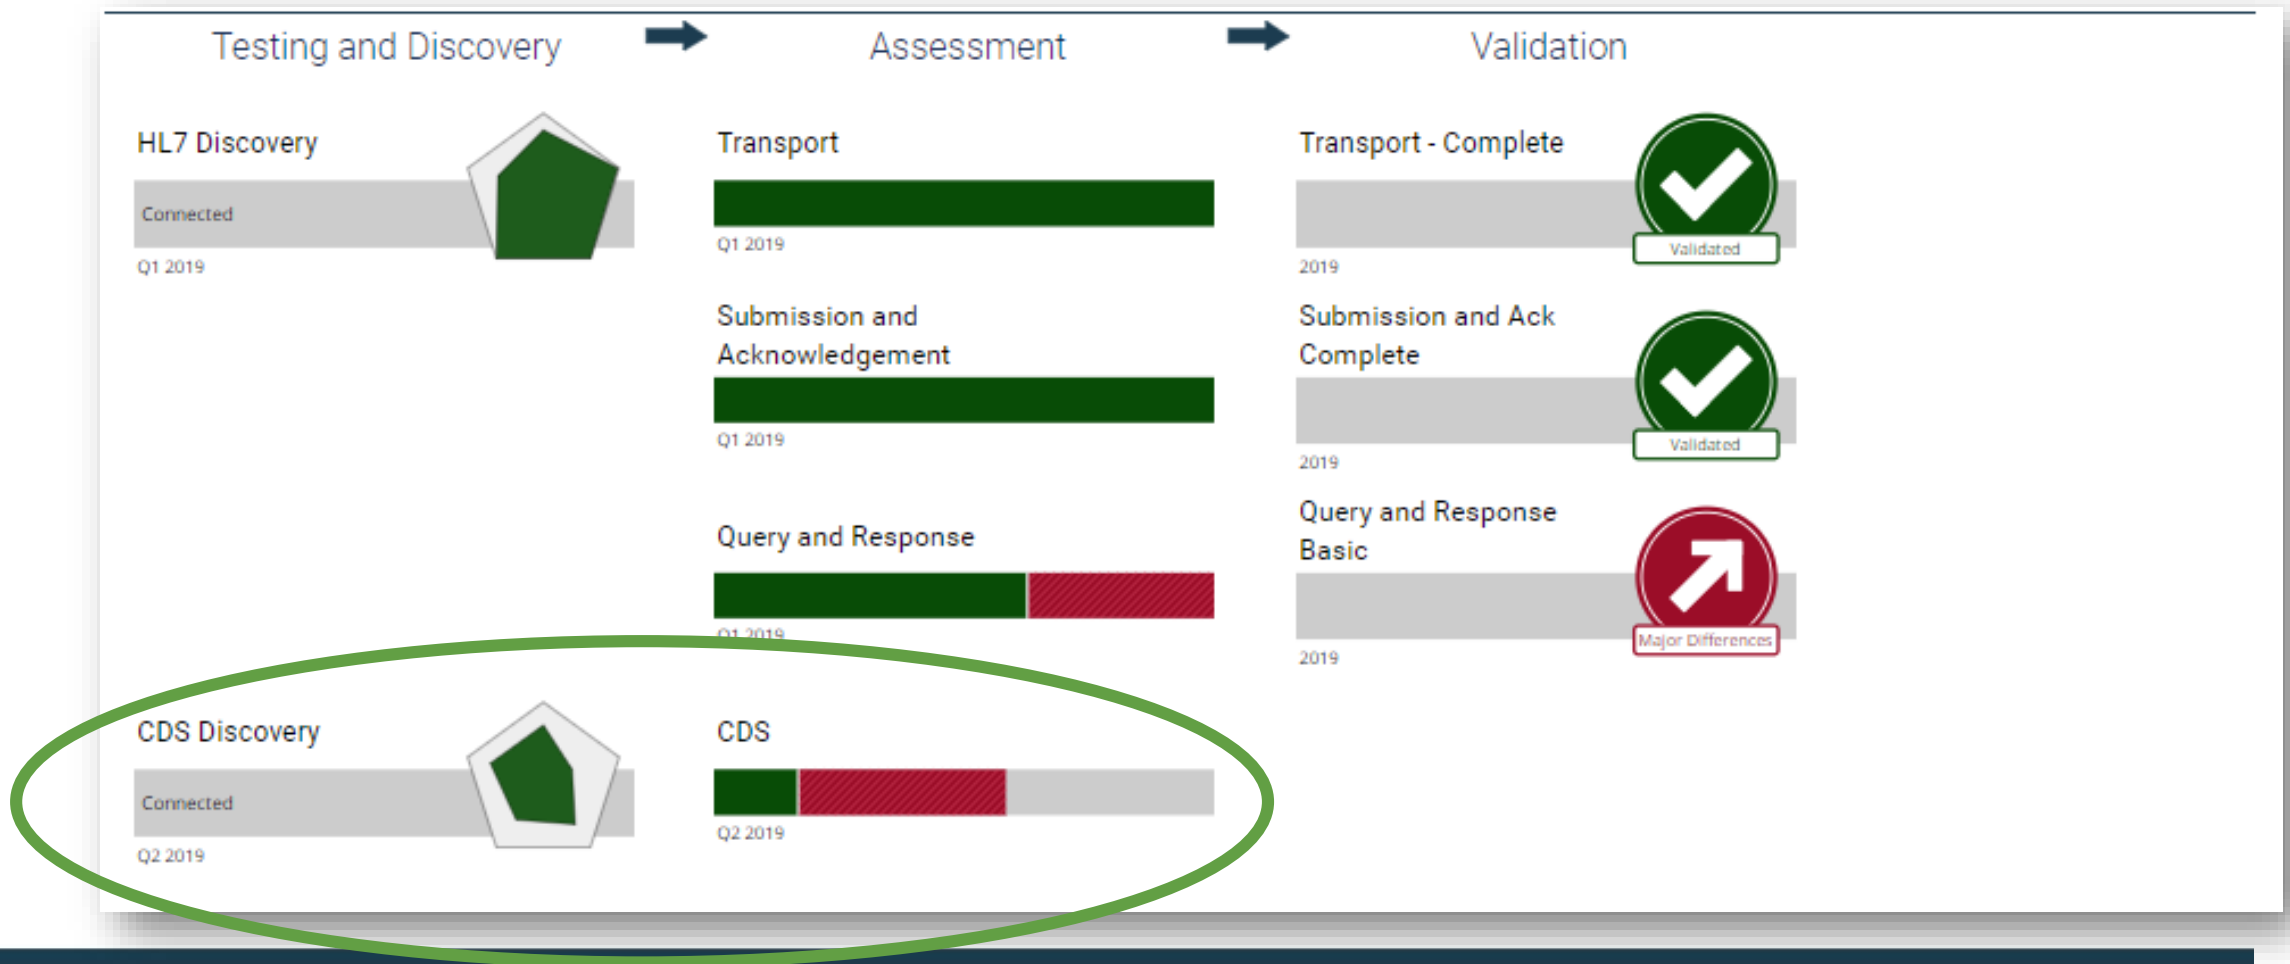 Testing and Discovery
Assessment
Validation
HL7 Discovery
Connected
Q1 2019
Transport
Q1 2019
Transport - Complete
Validated
2019
Submission and
Acknowledgement
Q1 2019
Submission and Ack
Complete
Validated
2019
Query and Response
Q1 2019
Query and Response
Basic
Major Differences
2019
CDS Discovery
Connected
Q2 2019
CDS
Q2 2019